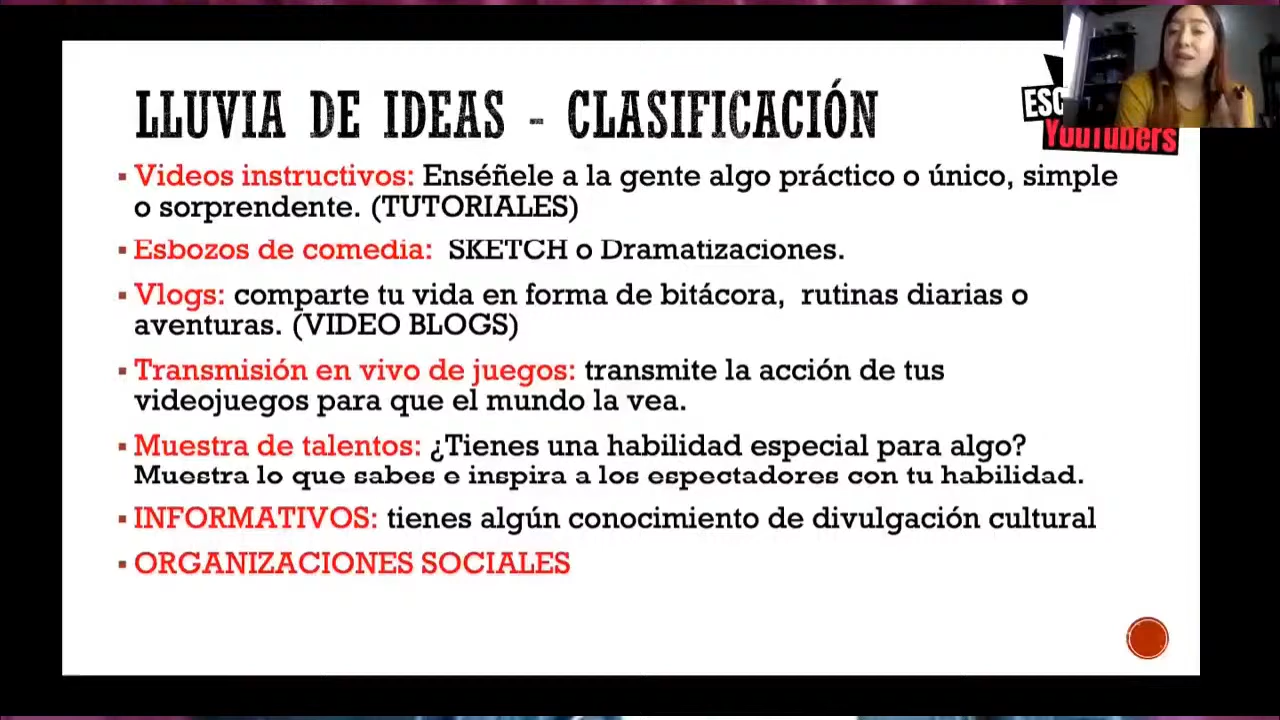 LLUVIA DE IDEAS - CLASIFICACIÓN
ESC
YouTubers
▪ Videos instructivos: Enséñele a la gente algo práctico o único, simple
o sorprendente. (TUTORIALES)
▪ Esbozos de comedia: SKETCH o Dramatizaciones.
▪ Vlogs: comparte tu vida en forma de bitácora, rutinas diarias o
aventuras. (VIDEO BLOGS)
▪ Transmisión en vivo de juegos: transmite la acción de tus
videojuegos para que el mundo la vea.
▪ Muestra de talentos: ¿Tienes una habilidad especial para algo?
Muestra lo que sabes e inspira a los espectadores con tu habilidad.
▪ INFORMATIVOS: tienes algún conocimiento de divulgación cultural
▪ ORGANIZACIONES SOCIALES